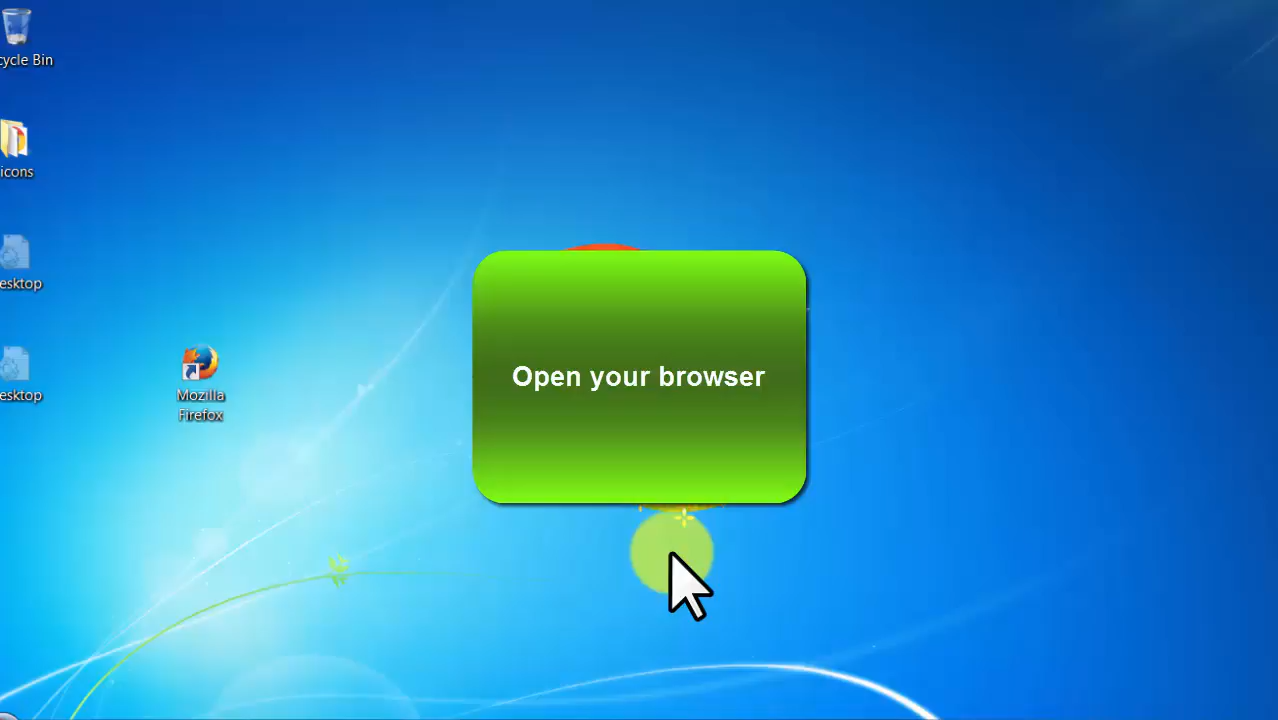 cycle Bin
icons
esktop
esktop
Mozilla
Firefox
Open your browser